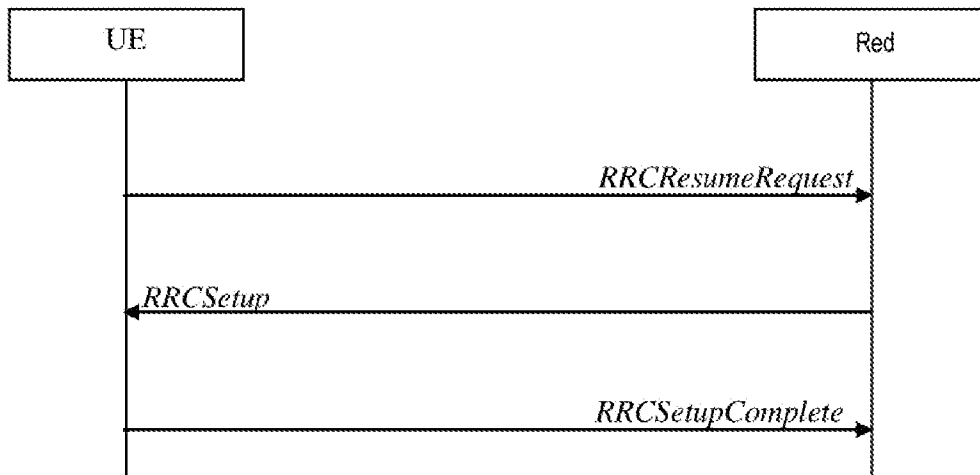 UE
Red
RRCResumeRequest
RRCSetup
RRCSetupComplete